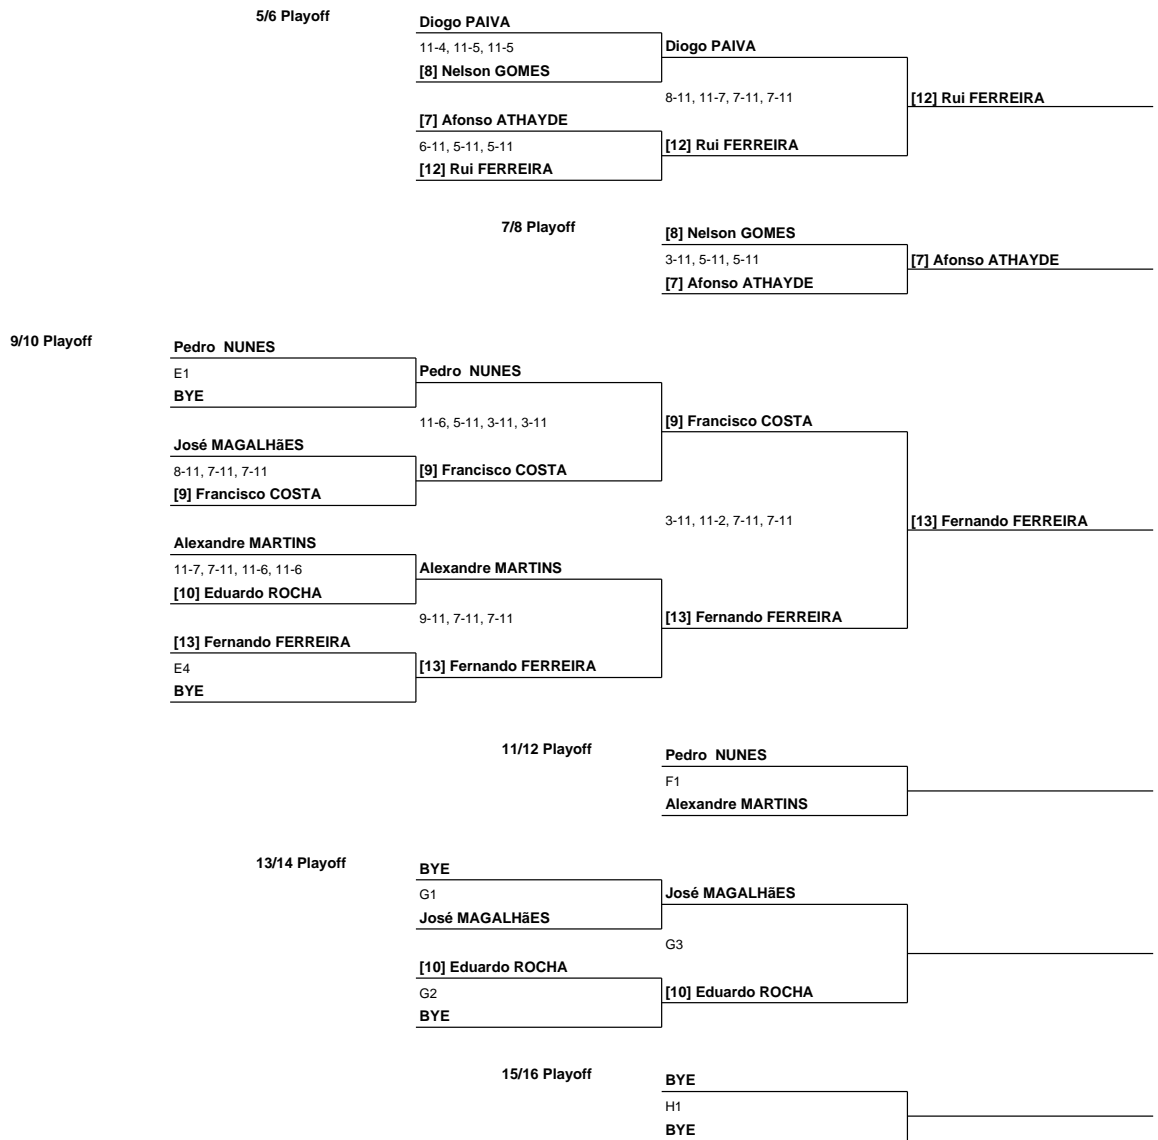 5/6 Playoff
Diogo PAIVA
11-4, 11-5, 11-5
[8] Nelson GOMES
Diogo PAIVA
8-11, 11-7, 7-11, 7-11
[12] Rui FERREIRA
[7] Afonso ATHAYDE
6-11, 5-11, 5-11
[12] Rui FERREIRA
[12] Rui FERREIRA
7/8 Playoff
[8] Nelson GOMES
3-11, 5-11, 5-11
[7] Afonso ATHAYDE
[7] Afonso ATHAYDE
9/10 Playoff
Pedro  NUNES
E1
BYE
Pedro  NUNES
11-6, 5-11, 3-11, 3-11
[9] Francisco COSTA
José MAGALHãES
8-11, 7-11, 7-11
[9] Francisco COSTA
[9] Francisco COSTA
3-11, 11-2, 7-11, 7-11
[13] Fernando FERREIRA
Alexandre MARTINS
11-7, 7-11, 11-6, 11-6
[10] Eduardo ROCHA
Alexandre MARTINS
9-11, 7-11, 7-11
[13] Fernando FERREIRA
[13] Fernando FERREIRA
E4
BYE
[13] Fernando FERREIRA
11/12 Playoff
Pedro  NUNES
F1
Alexandre MARTINS
13/14 Playoff
BYE
G1
José MAGALHãES
José MAGALHãES
G3
[10] Eduardo ROCHA
G2
BYE
[10] Eduardo ROCHA
15/16 Playoff
BYE
H1
BYE